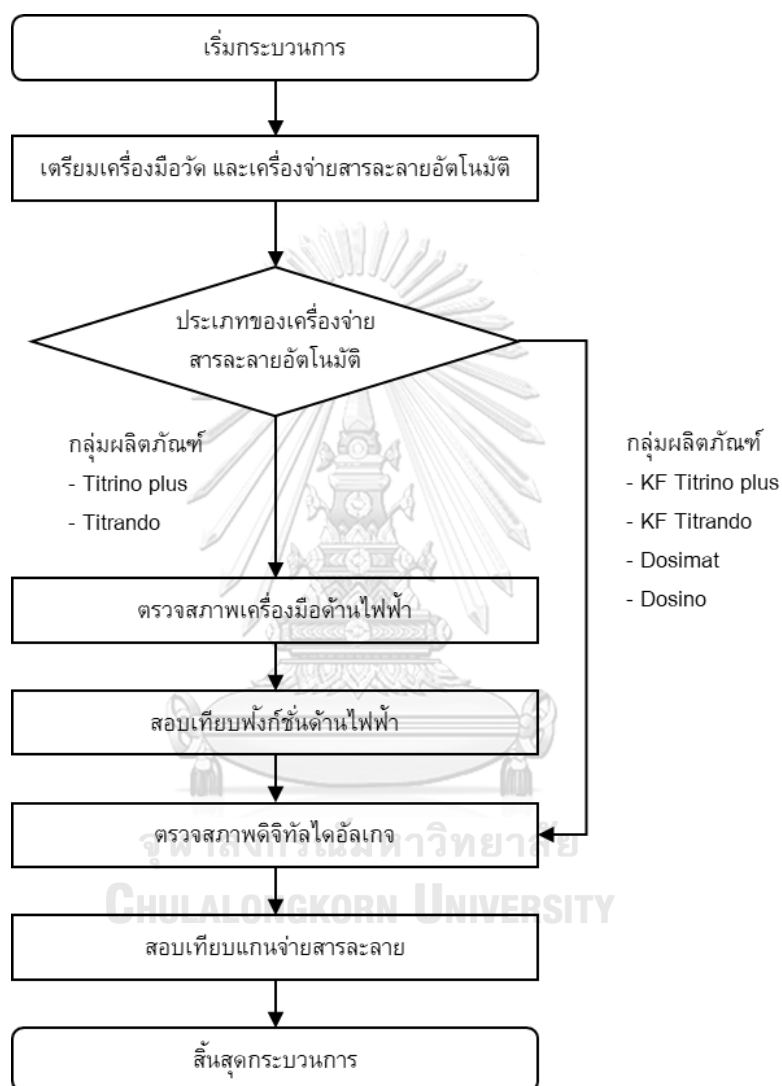 เริ่มกระบวนการ
เตรียมเครื่องมือวัด และเครื่องจ่ายสารละลายอัตโนมัติ
ประเภทของเครื่องจ่าย
สารละลายอัตโนมัติ
กลุ่มผลิตภัณฑ์
- Titrino plus
- Titrando
กลุ่มผลิตภัณฑ์
- KF Titrino plus
- KF Titrando
- Dosimat
- Dosino
ตรวจสภาพเครื่องมือด้านไฟฟ้า
สอบเทียบฟังก์ชั่นด้านไฟฟ้า
ตรวจสภาพดิจิทัลไดอัลเกจ
จุฬาลงกรณ์มหาวิทยาลัย
CHULALONGKORN UNIVERSITY
สอบเทียบแกนจ่ายสารละลาย
สิ้นสุดกระบวนการ